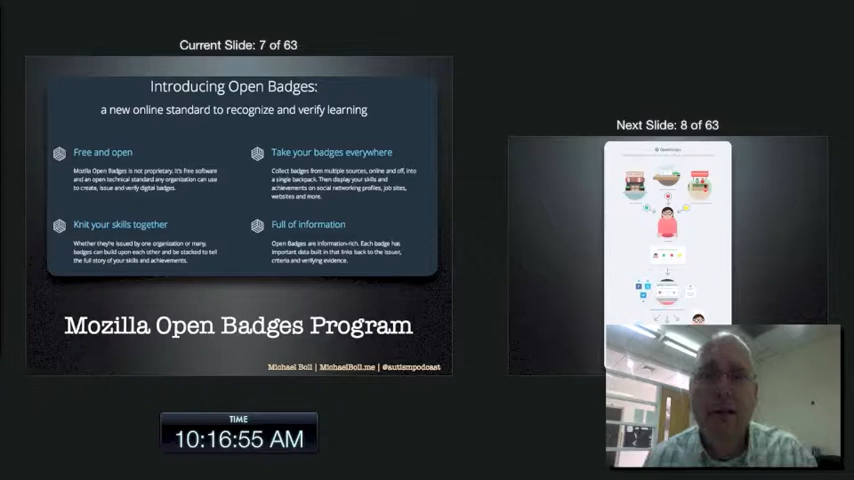 Current Slide: 7 of 63
Introducing Open Badges:
a new online standard to recognize and verify learning
Free and open
Mozilla Open Badges is not proprietary. It's free software
and an open technical standard any organization can use
to create, issue and verify digital badges.
Take your badges everywhere
Collect badges from multiple sources, online and off, into
a single backpack. Then display your skills and
achievements on social networking profiles, job sites,
websites and more.
Knit your skills together
Whether they're issued by one organization or many,
badges can build upon each other and be stacked to tell
the full story of your skills and achievements.
Full of information
Open Badges are information-rich. Each badge has
important data built in that links back to the issuer,
criteria and verifying evidence.
Mozilla Open Badges Program
Michael Boll | MichaelBoll.me | @autismpodcast
Next Slide: 8 of 63
TIME
10:16:55 AM